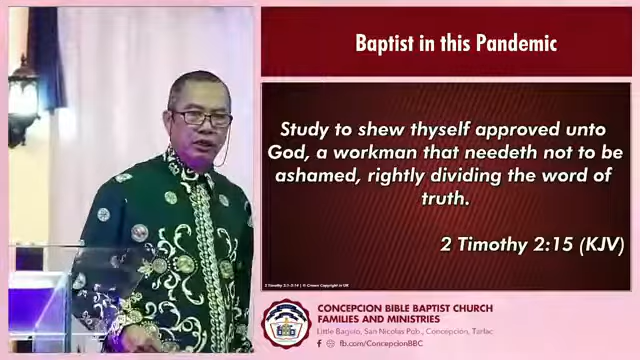 Baptist in this Pandemic
Study to shew thyself approved unto
God, a workman that needeth not to be
ashamed, rightly dividing the word of
truth.
2 Timothy 2:15 (KJV)
CONCEPCION BIBLE BAPTIST CHURCH
FAMILIES AND MINISTRIES
Little Baguio, San Nicolas Pob., Concepcion, Tarlac
fb.com/ConcepcionBBC